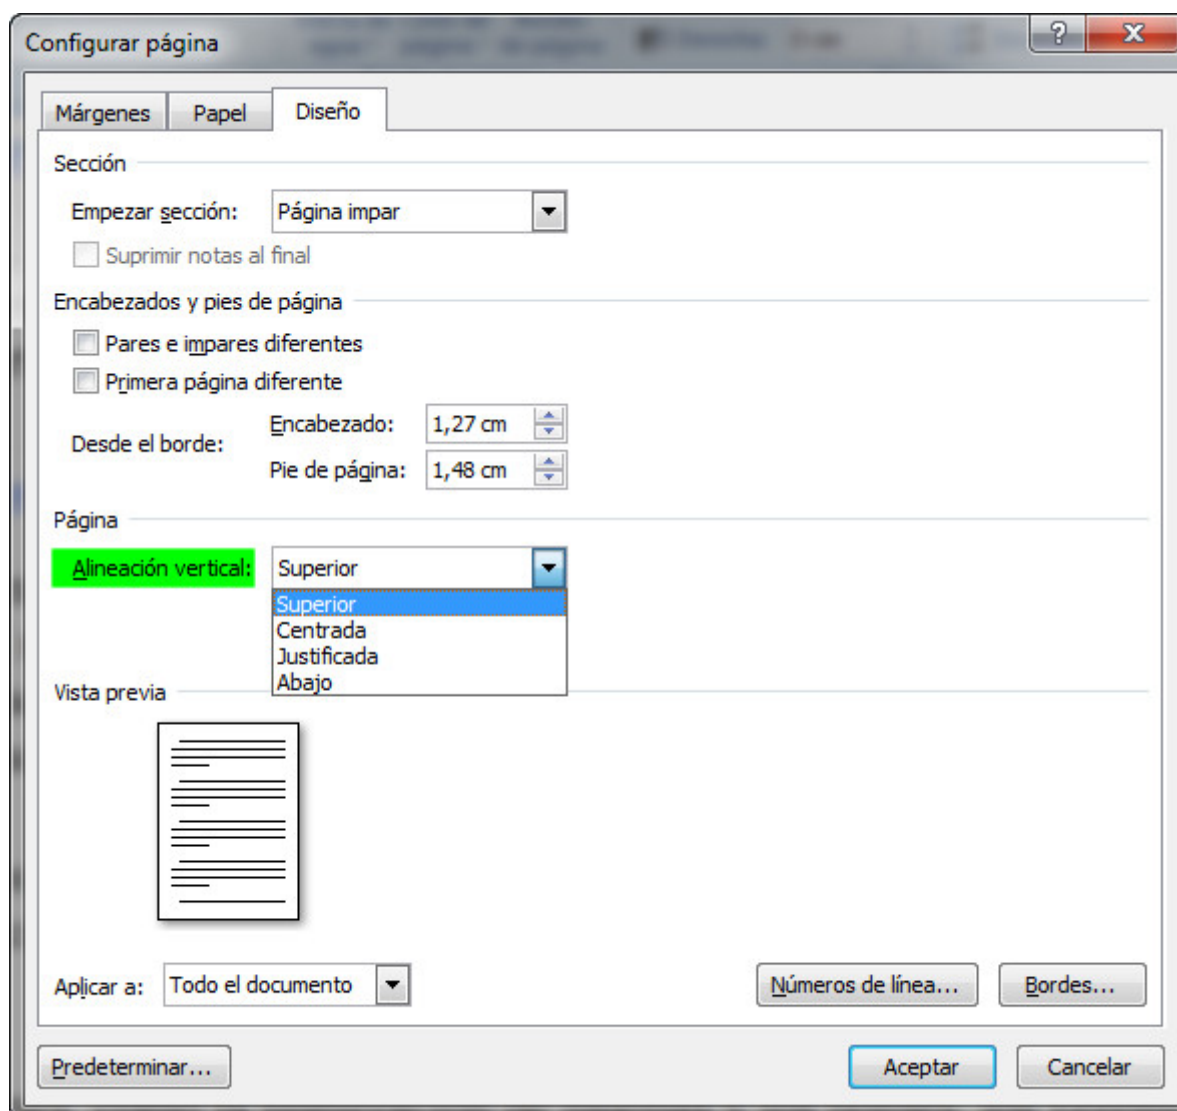 Configurar página
Márgenes Papel Diseño
Sección
Empezar sección: Página impar
Suprimir notas al final
Encabezados y pies de página
Pares e impares diferentes
Primera página diferente
Desde el borde:
Encabezado: 1,27 cm
Pie de página: 1,48 cm
Página
Alineación vertical: Superior
Superior
Centrada
Justificada
Abajo
Vista previa
Aplicar a: Todo el documento Números de línea... Bordes...
Predeterminar... Aceptar Cancelar